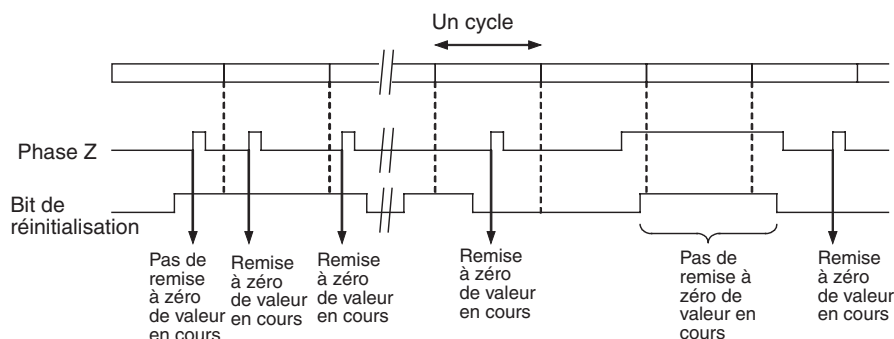 Un cycle
Phase Z
Bit de
réinitialisation
Pas de
remise
à zéro
de valeur
en cours
Remise
à zéro
de valeur
en cours
Remise
à zéro
de valeur
en cours
Remise
à zéro
de valeur
en cours
Pas de
remise à
zéro de
valeur en
cours
Remise
à zéro
de valeur
en cours